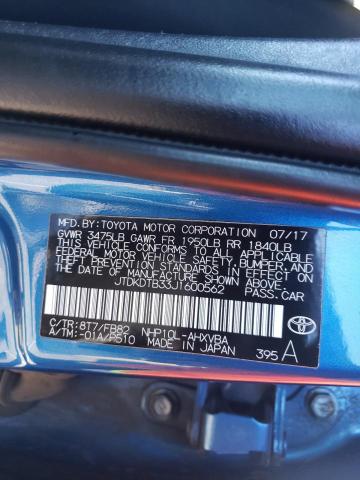 MFD. BY:TOYOTA MOTOR CORPORATION 07/17
GVWR 3475LB GAWR FR 1950LB RR 1840LB
THIS VEHICLE CONFORMS TO ALL APPLICABLE
FEDERAL MOTOR VEHICLE SAFETY, BUMPER, AND
THEFT PREVENTION STANDARDS IN EFFECT ON
THE DATE OF MANUFACTURE SHOWN ABOVE.
JTDKDTB33J1600562 PASS.CAR
C/TR:8T7/FB82 NHP10L-AHXVBA
A/TM:-01A/P510 MADE IN JAPAN 395 A